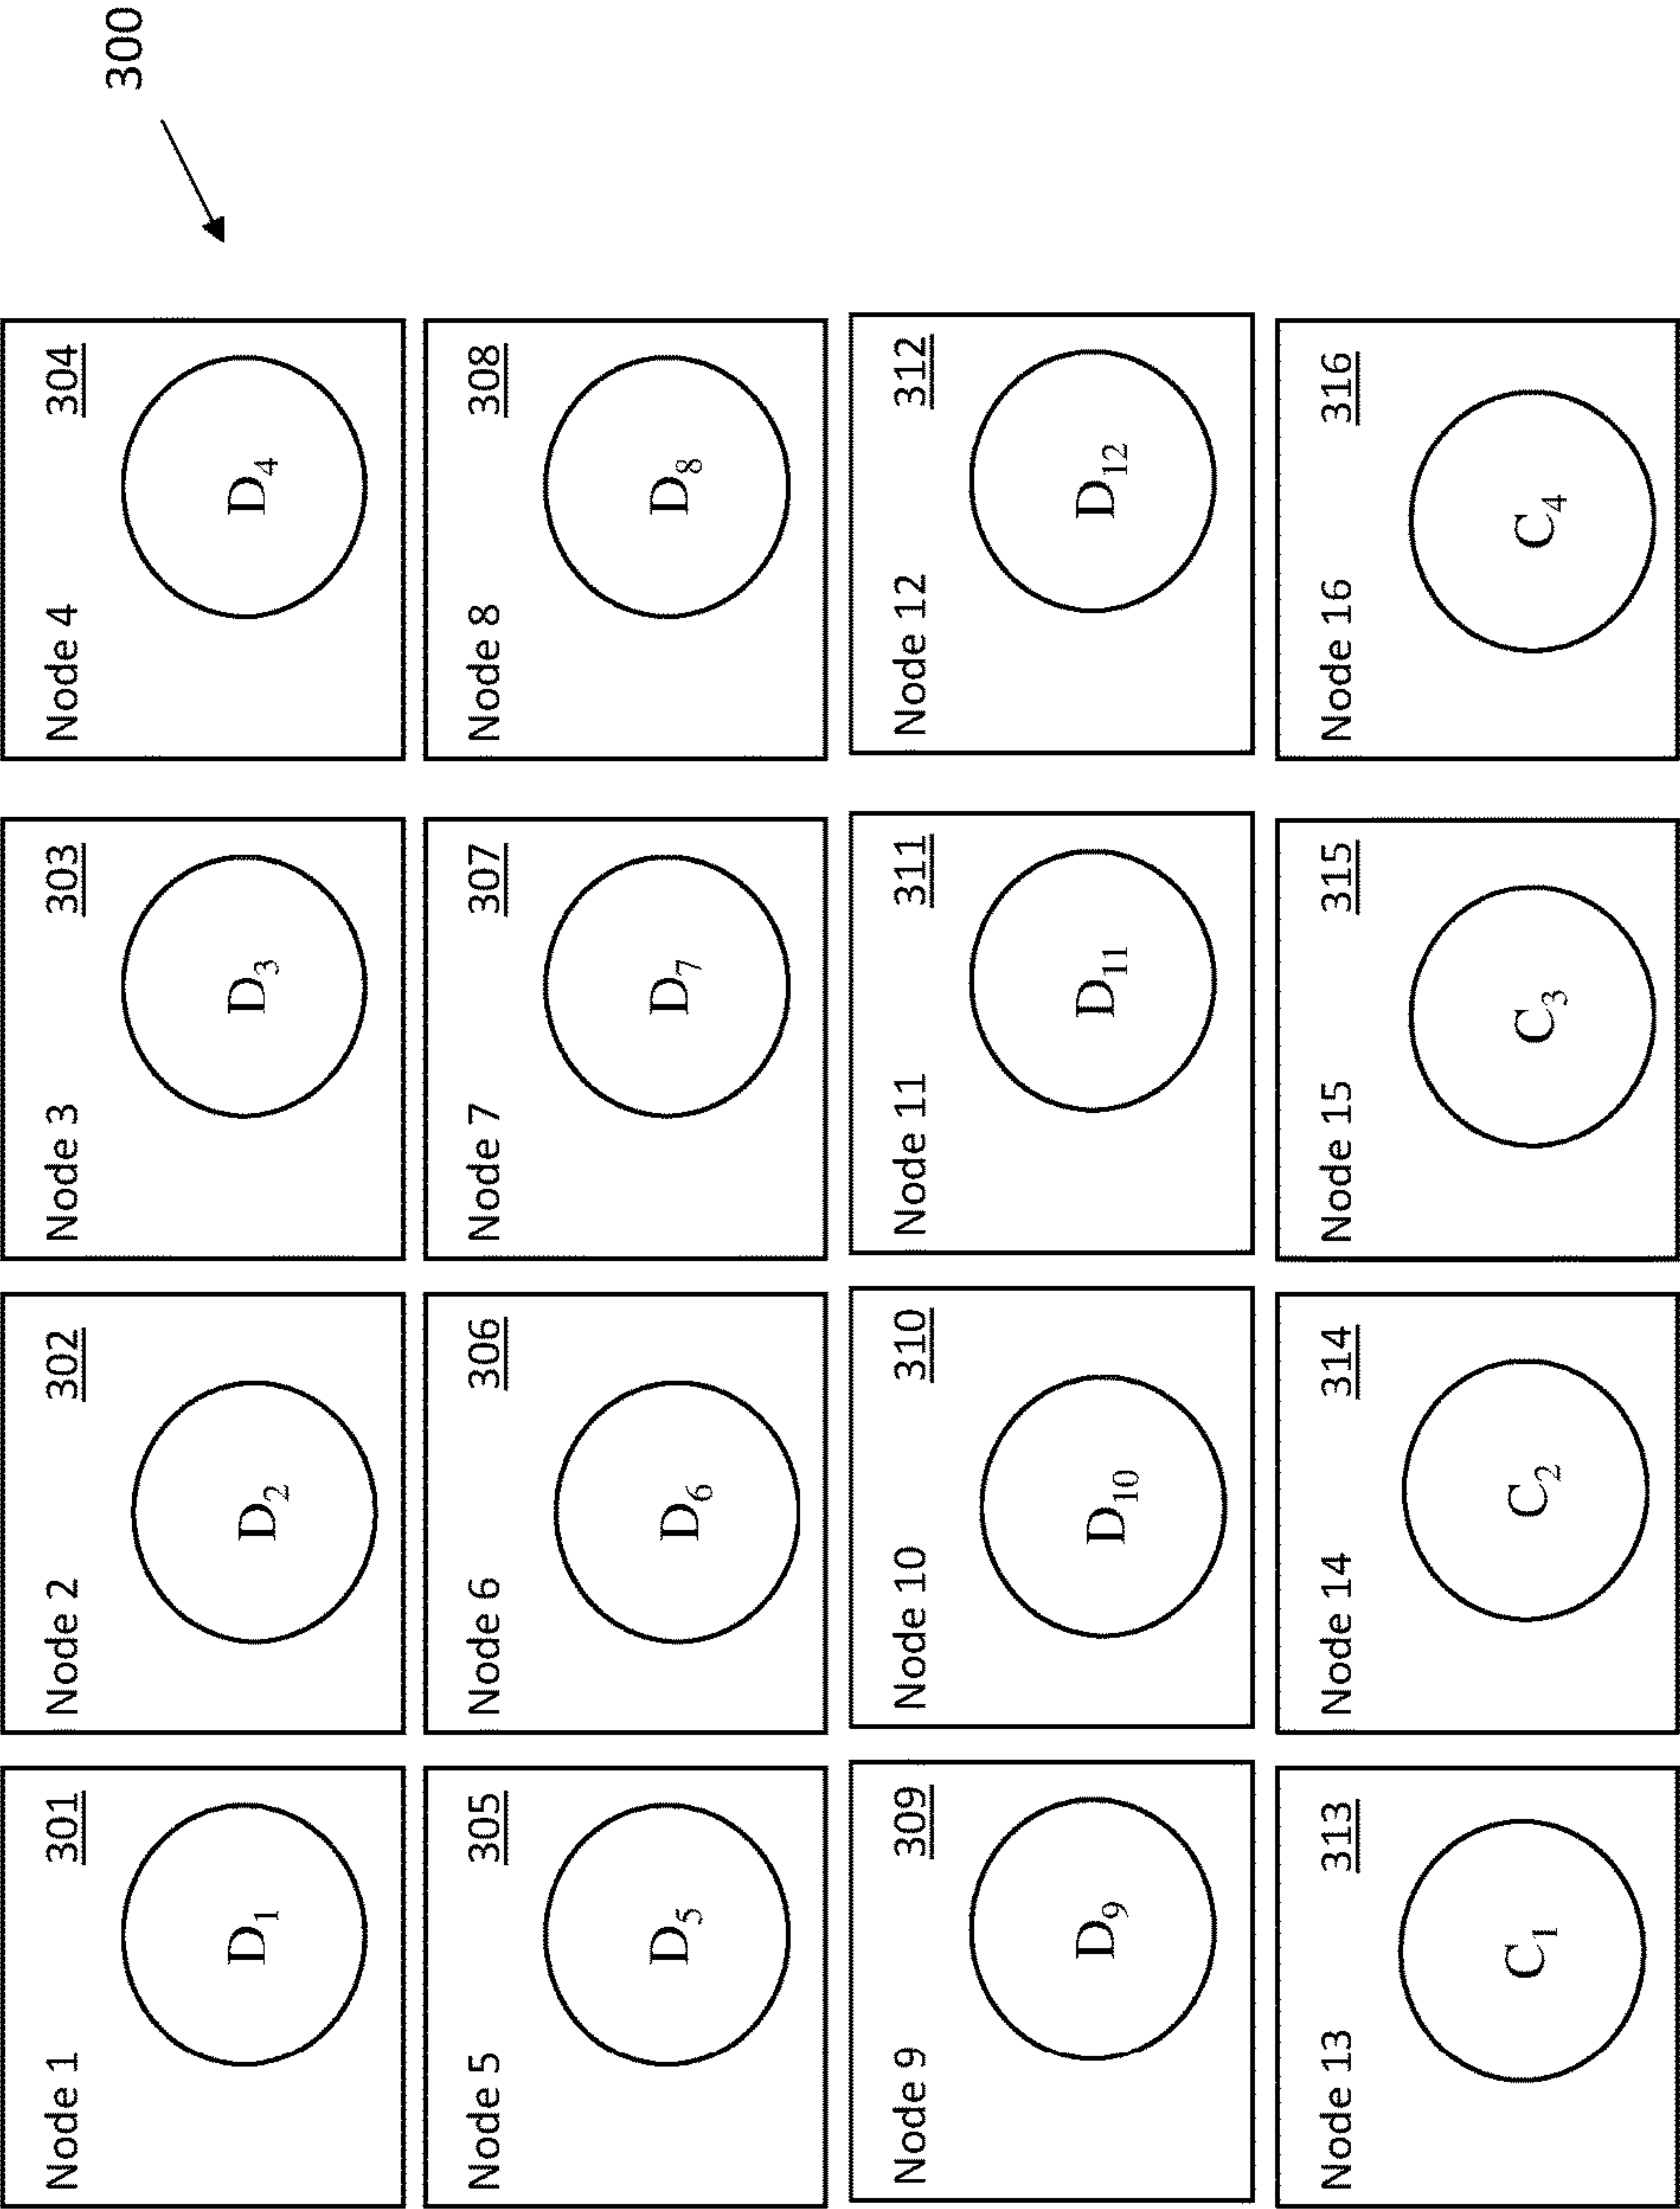 300
Node 1 301
D1
Node 2 302
D2
Node 3 303
D3
Node 4 304
D4
Node 5 305
D5
Node 6 306
D6
Node 7 307
D7
Node 8 308
D8
Node 9 309
D9
Node 10 310
D10
Node 11 311
D11
Node 12 312
D12
Node 13 313
C1
Node 14 314
C2
Node 15 315
C3
Node 16 316
C4